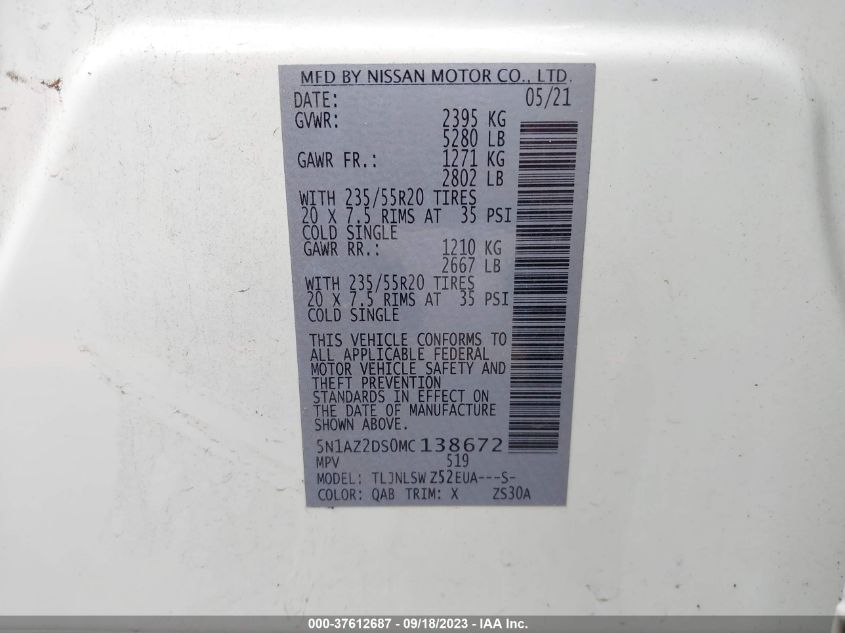 MFD BY NISSAN MOTOR CO., LTD.
DATE: 05/21
GVWR: 2395 KG
5280 LB
GAWR FR.: 1271 KG
2802 LB
WITH 235/55R20 TIRES
20 X 7.5 RIMS AT 35 PSI
COLD SINGLE
GAWR RR.: 1210 KG
2667 LB
WITH 235/55R20 TIRES
20 X 7.5 RIMS AT 35 PSI
COLD SINGLE
THIS VEHICLE CONFORMS TO
ALL APPLICABLE FEDERAL
MOTOR VEHICLE SAFETY AND
THEFT PREVENTION
STANDARDS IN EFFECT ON
THE DATE OF MANUFACTURE
SHOWN ABOVE.
5N1AZ2DS0MC138672
MPV 519
MODEL: TLJNLSW Z52EUA---S-
COLOR: QAB TRIM: X ZS30A
000-37612687 - 09/18/2023 - IAA Inc.